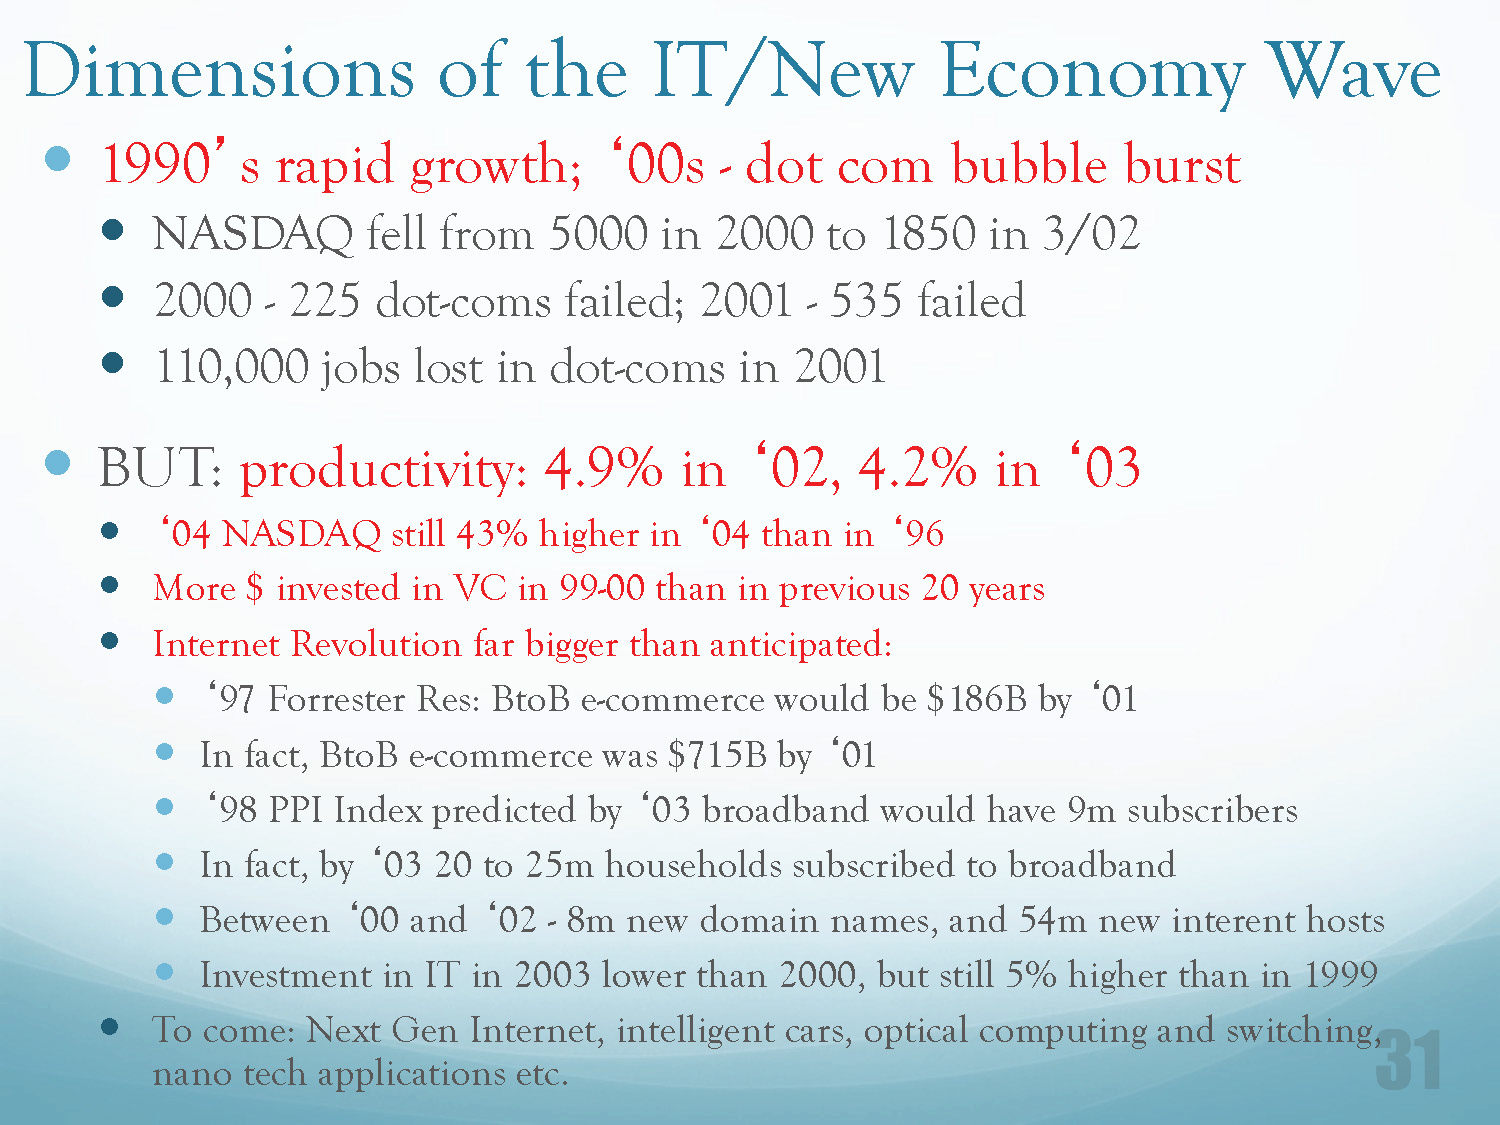 Dimensions of the IT/New Economy Wave
• 1990’s rapid growth; ‘00s - dot com bubble burst
• NASDAQ fell from 5000 in 2000 to 1850 in 3/02
• 2000 - 225 dot-coms failed; 2001 - 535 failed
• 110,000 jobs lost in dot-coms in 2001
• BUT: productivity: 4.9% in ‘02, 4.2% in ‘03
• ‘04 NASDAQ still 43% higher in ‘04 than in ‘96
• More $ invested in VC in 99-00 than in previous 20 years
• Internet Revolution far bigger than anticipated:
• ‘97 Forrester Res: BtoB e-commerce would be $186B by ‘01
• In fact, BtoB e-commerce was $715B by ‘01
• ‘98 PPI Index predicted by ‘03 broadband would have 9m subscribers
• In fact, by ‘03 20 to 25m households subscribed to broadband
• Between ‘00 and ‘02 - 8m new domain names, and 54m new interent hosts
• Investment in IT in 2003 lower than 2000, but still 5% higher than in 1999
• To come: Next Gen Internet, intelligent cars, optical computing and switching,
nano tech applications etc.
31